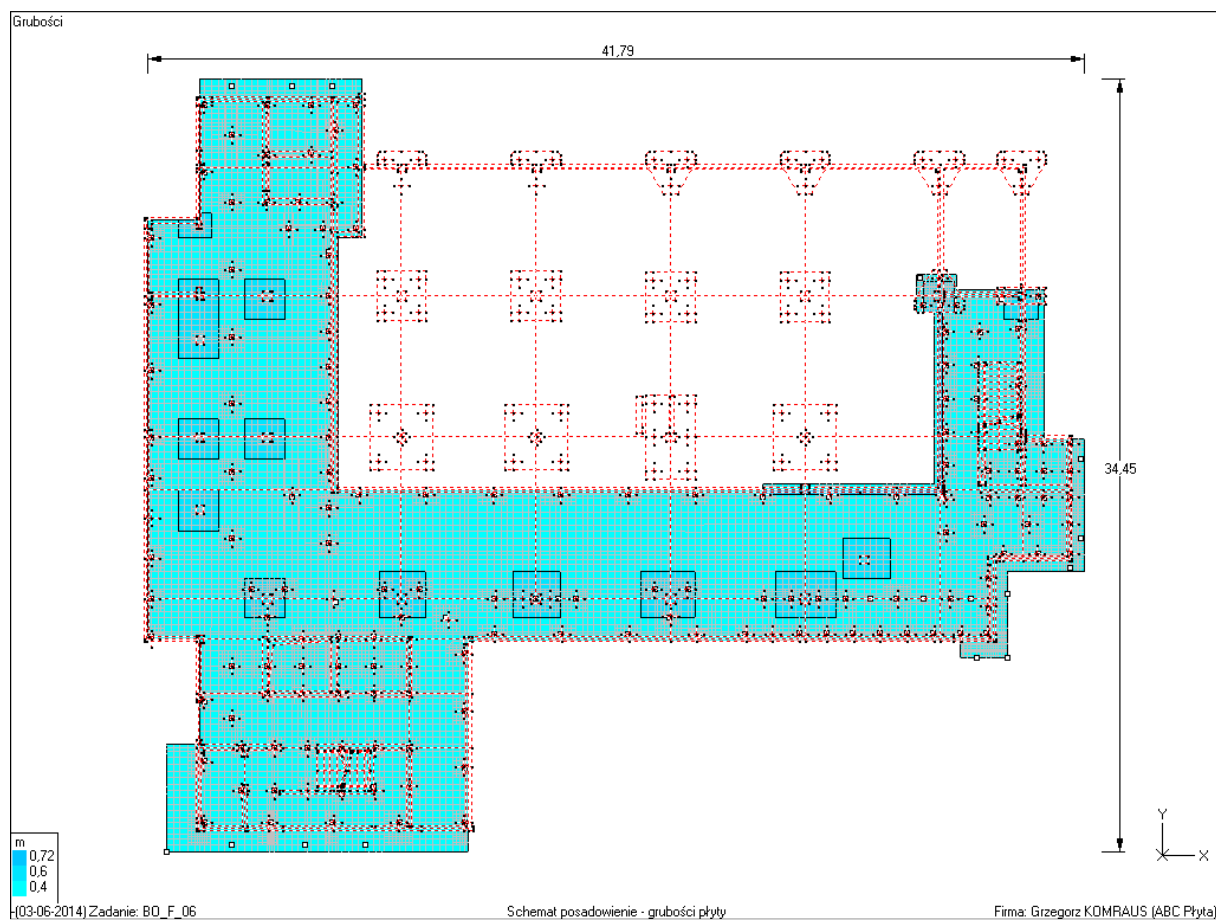 Grubości
41,79
34,45
Y
X
m
0,72
0,6
0,4
(03-06-2014) Zadanie: BO_F_06
Schemat posadowienie - grubości płyty
Firma: Grzegorz KOMRAUS (ABC Płyta)